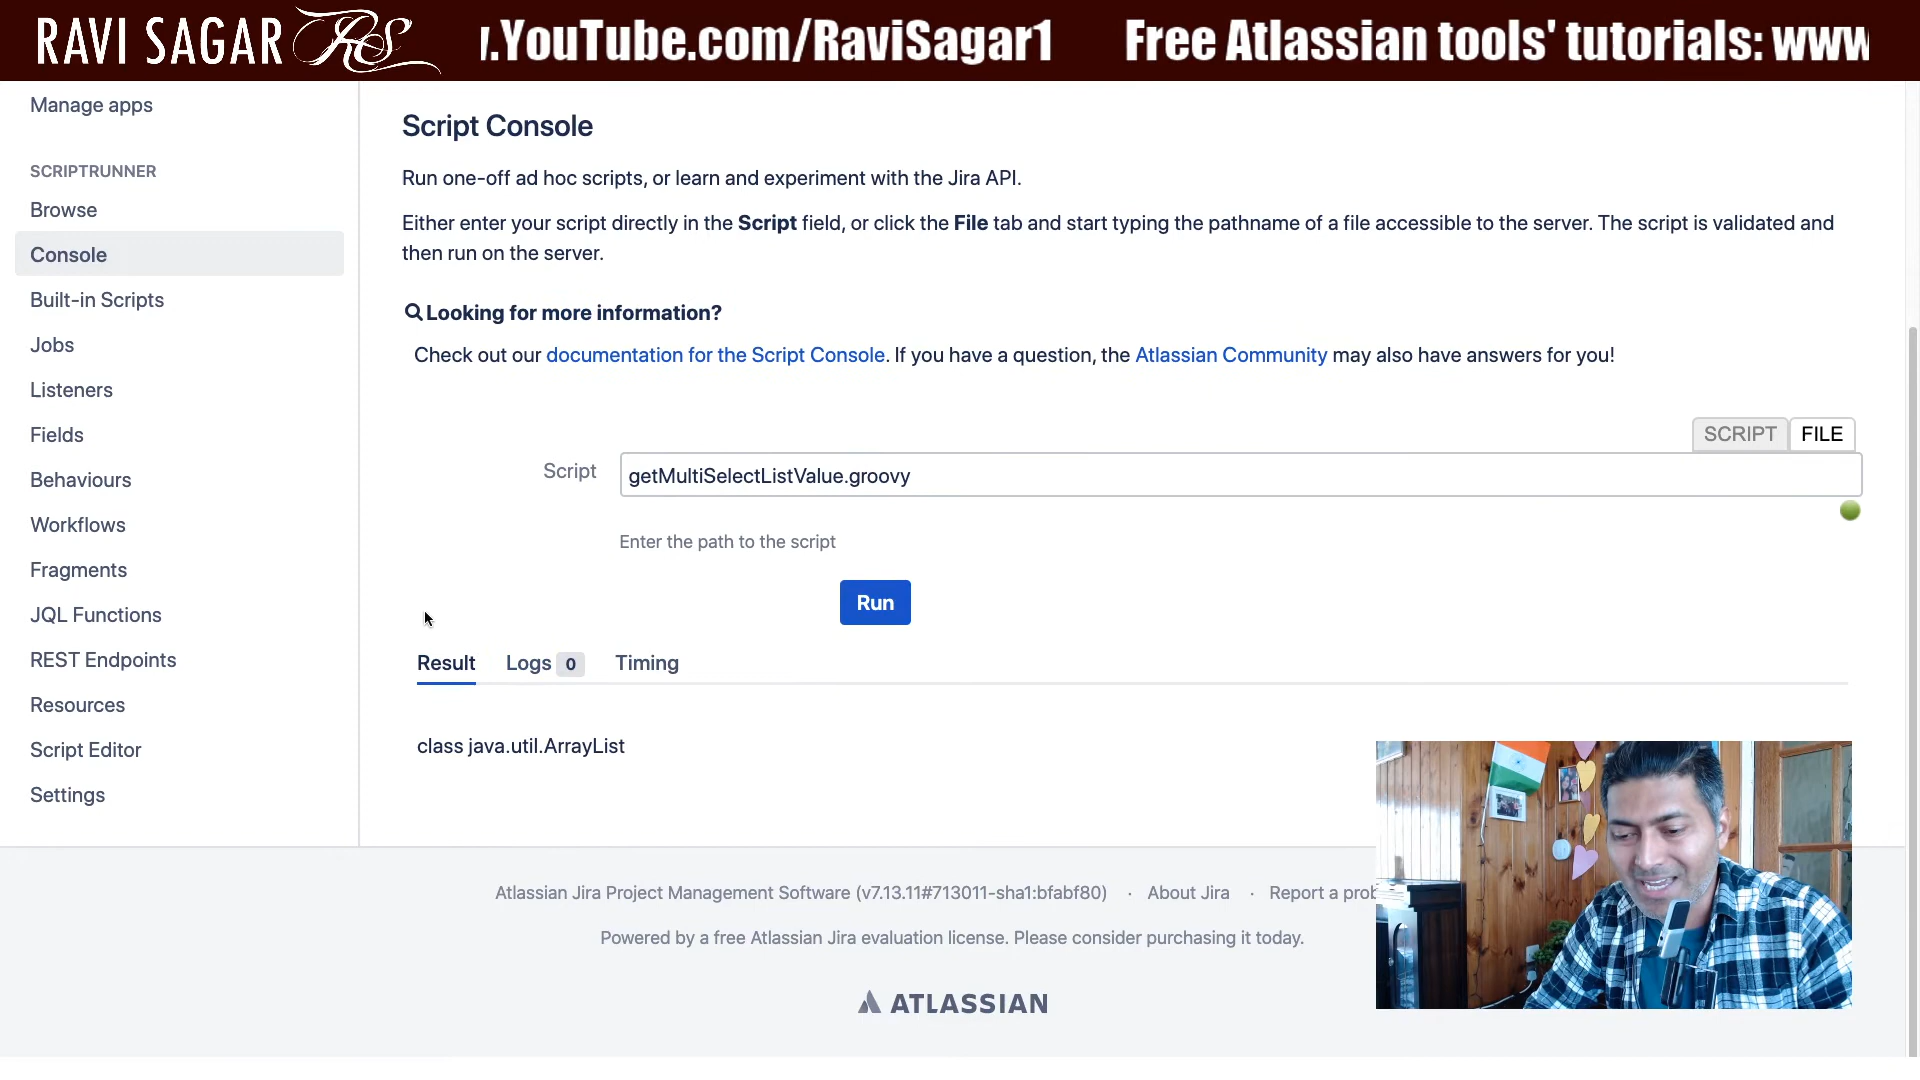 RAVI SAGAR RS
.YouTube.com/RaviSagar1 Free Atlassian tools' tutorials: www
Manage apps
SCRIPTRUNNER
Browse
Console
Built-in Scripts
Jobs
Listeners
Fields
Behaviours
Workflows
Fragments
JQL Functions
REST Endpoints
Resources
Script Editor
Settings
Script Console
Run one-off ad hoc scripts, or learn and experiment with the Jira API.
Either enter your script directly in the Script field, or click the File tab and start typing the pathname of a file accessible to the server. The script is validated and
then run on the server.
Looking for more information?
Check out our documentation for the Script Console. If you have a question, the Atlassian Community may also have answers for you!
SCRIPT FILE
Script getMultiSelectListValue.groovy
Enter the path to the script
Run
Result Logs 0 Timing
class java.util.ArrayList
Atlassian Jira Project Management Software (v7.13.11#713011-sha1:bfabf80) · About Jira · Report a prob
Powered by a free Atlassian Jira evaluation license. Please consider purchasing it today.
ATLASSIAN